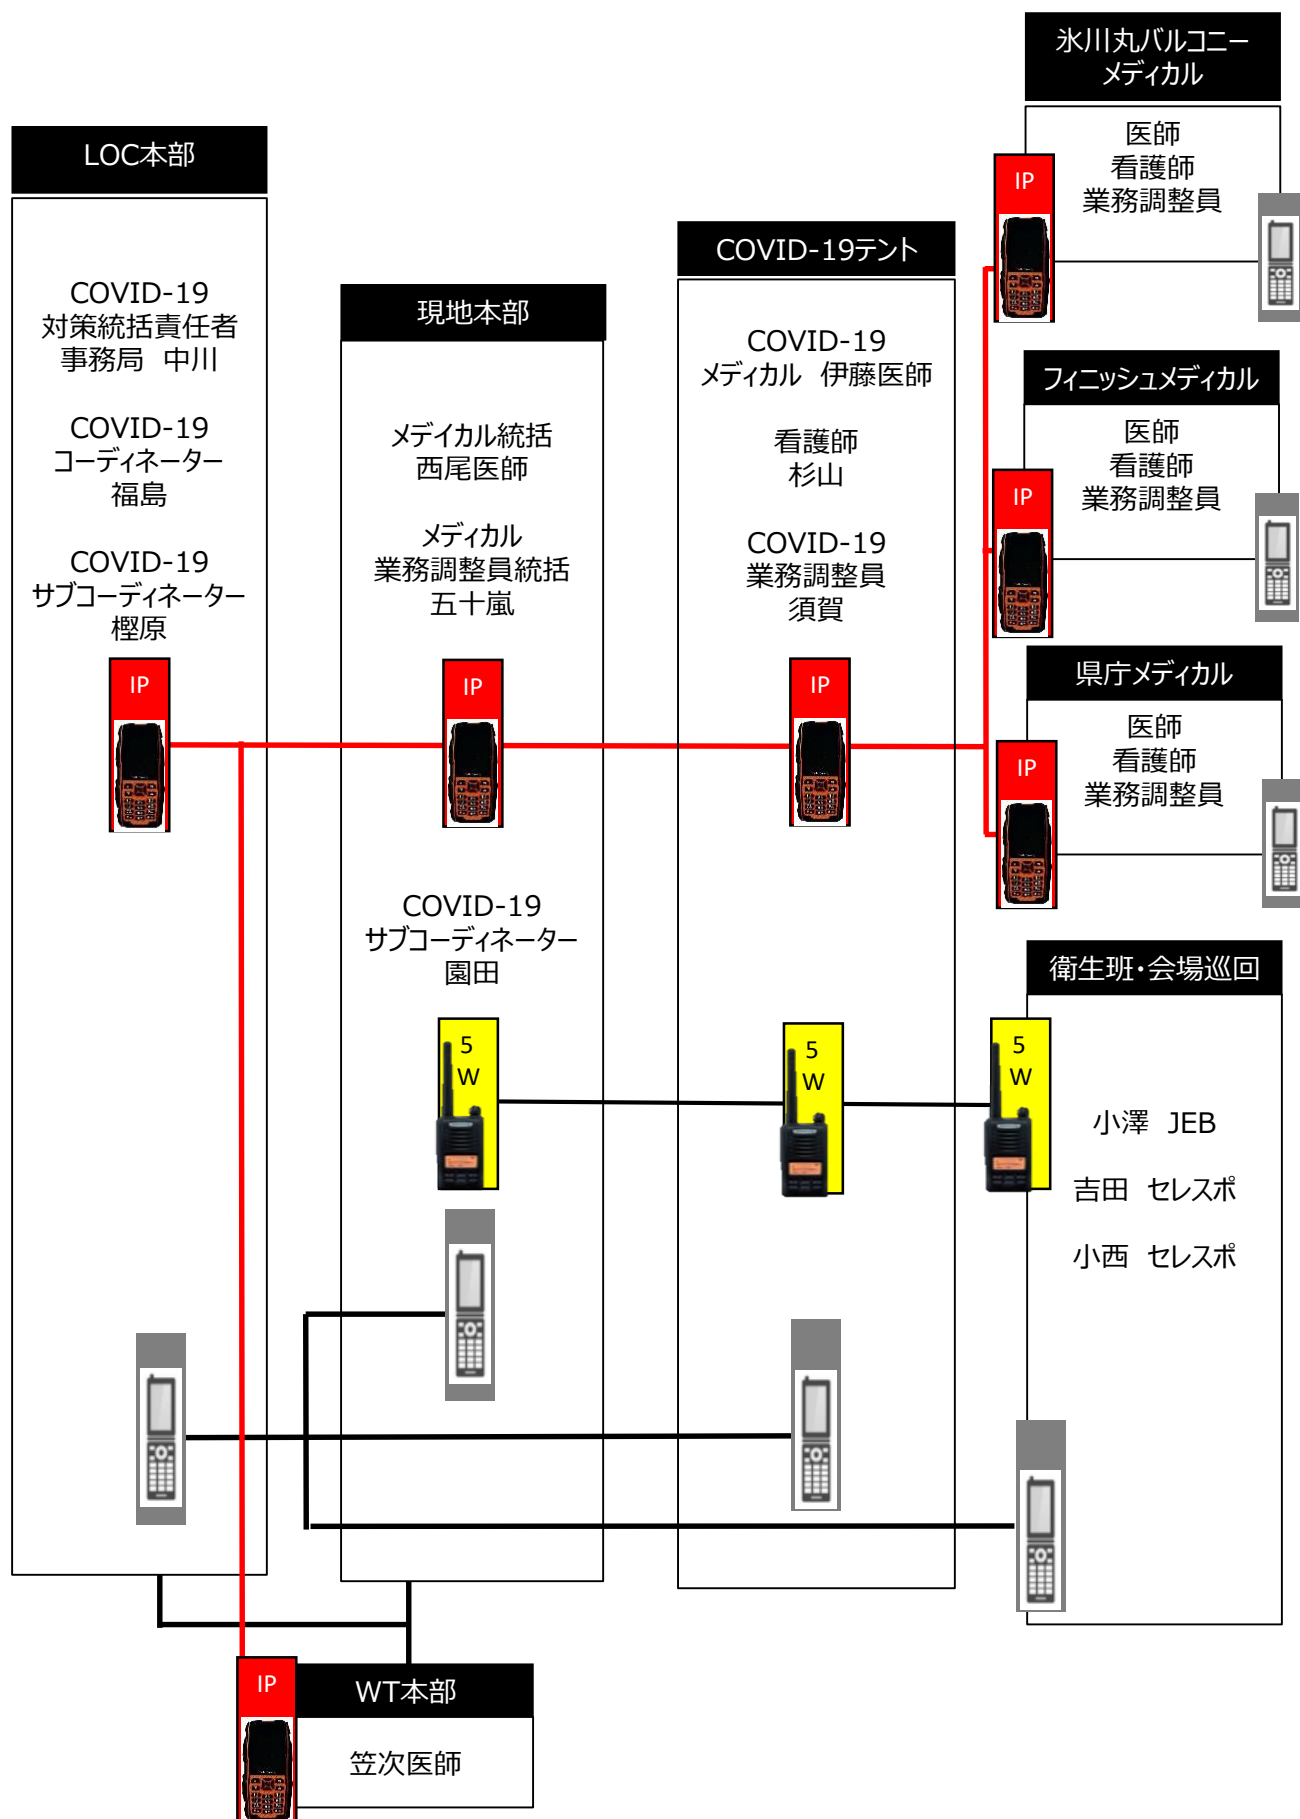 LOC本部
COVID-19
対策統括責任者
事務局 中川
COVID-19
コーディネーター
福島
COVID-19
サブコーディネーター
樫原
IP
現地本部
メデイカル統括
西尾医師
メディカル
業務調整員統括
五十嵐
IP
COVID-19
サブコーディネーター
園田
5
W
COVID-19テント
COVID-19
メディカル 伊藤医師
看護師
杉山
COVID-19
業務調整員
須賀
IP
5
W
氷川丸バルコニー
メディカル
医師
看護師
業務調整員
IP
フィニッシュメディカル
医師
看護師
業務調整員
IP
県庁メディカル
医師
看護師
業務調整員
IP
衛生班・会場巡回
5
W
小澤 JEB
吉田 セレスポ
小西 セレスポ
IP
WT本部
笠次医師